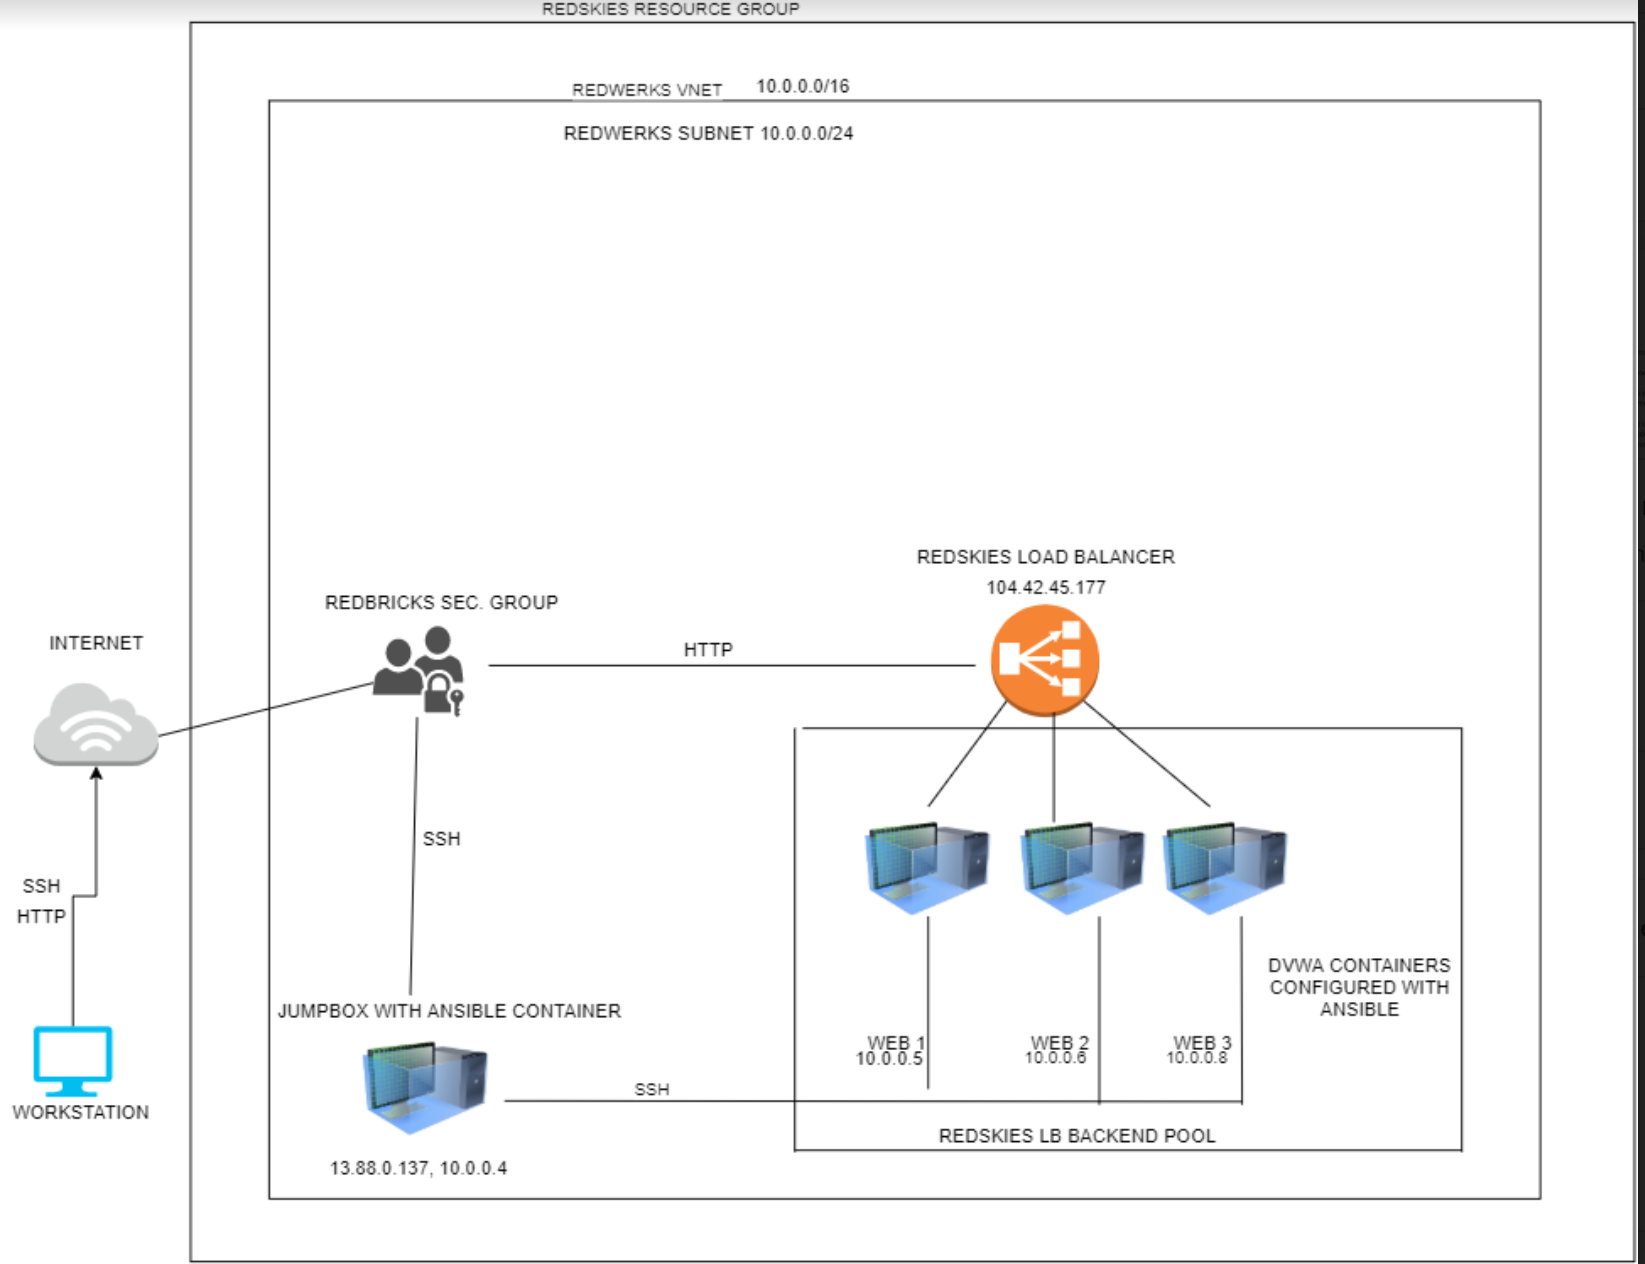 REDSKIES RESOURCE GROUP
REDWERKS VNET 10.0.0.0/16
REDWERKS SUBNET 10.0.0.0/24
REDSKIES LOAD BALANCER
104.42.45.177
REDBRICKS SEC. GROUP
INTERNET
HTTP
SSH
SSH
HTTP
DVWA CONTAINERS
CONFIGURED WITH
ANSIBLE
JUMPBOX WITH ANSIBLE CONTAINER
WEB 1
10.0.0.5
WEB 2
10.0.0.6
WEB 3
10.0.0.8
SSH
WORKSTATION
REDSKIES LB BACKEND POOL
13.88.0.137, 10.0.0.4